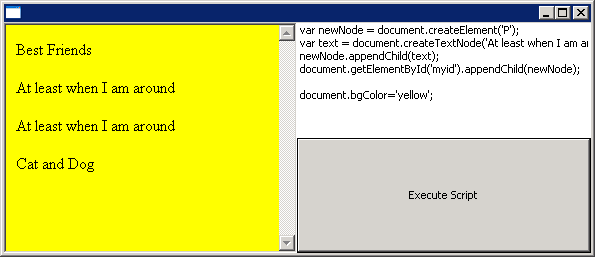 Best Friends
At least when I am around
At least when I am around
Cat and Dog
var newNode = document.createElement('P');
var text = document.createTextNode('At least when I am ar
newNode.appendChild(text);
document.getElementById('myid').appendChild(newNode);
document.bgColor='yellow';
Execute Script